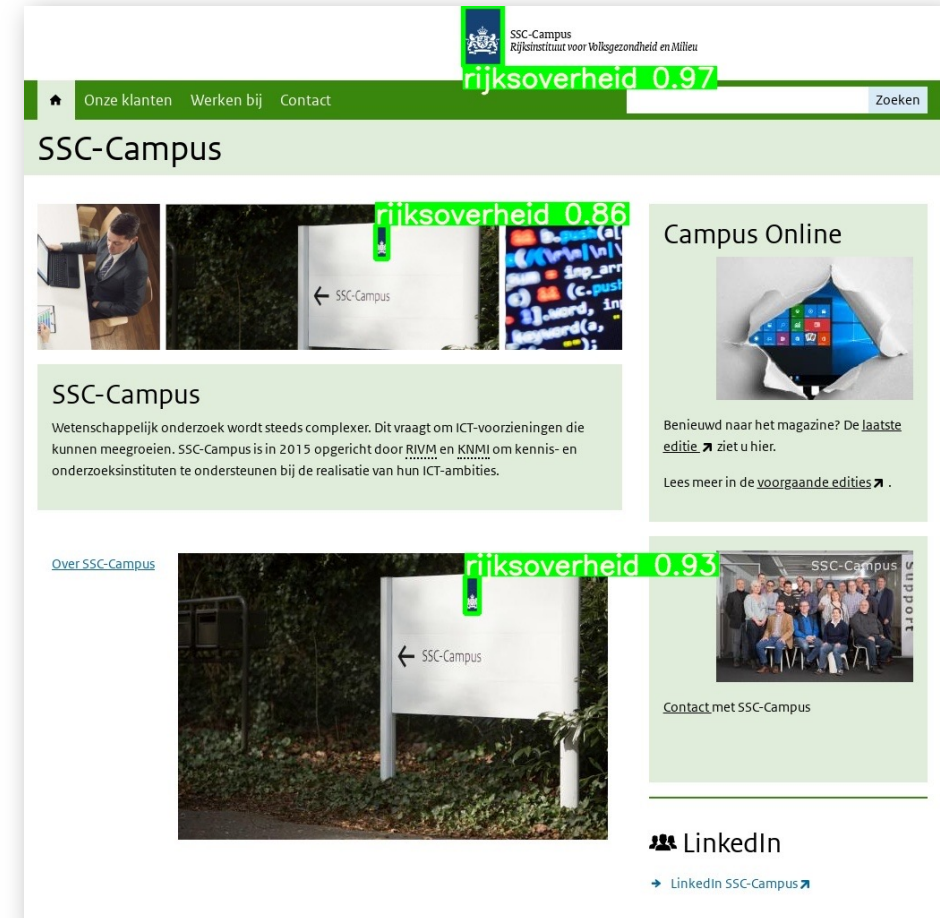 SSC-Campus
Rijksinstituut voor Volksgezondheid en Milieu
rijksoverheid 0.97
Onze klanten Werken bij Contact
Zoeken
SSC-Campus
rijksoverheid 0.86
SSC-Campus
Campus Online
SSC-Campus
Wetenschappelijk onderzoek wordt steeds complexer. Dit vraagt om ICT-voorzieningen die
kunnen meegroeien. SSC-Campus is in 2015 opgericht door RIVM en KNMI om kennis- en
onderzoeksinstituten te ondersteunen bij de realisatie van hun ICT-ambities.
Benieuwd naar het magazine? De laatste
editie ziet u hier.
Lees meer in de voorgaande edities .
Over SSC-Campus
rijksoverheid 0.93
SSC-Campus
SSC-Campus
Support
Contact met SSC-Campus
LinkedIn
LinkedIn SSC-Campus